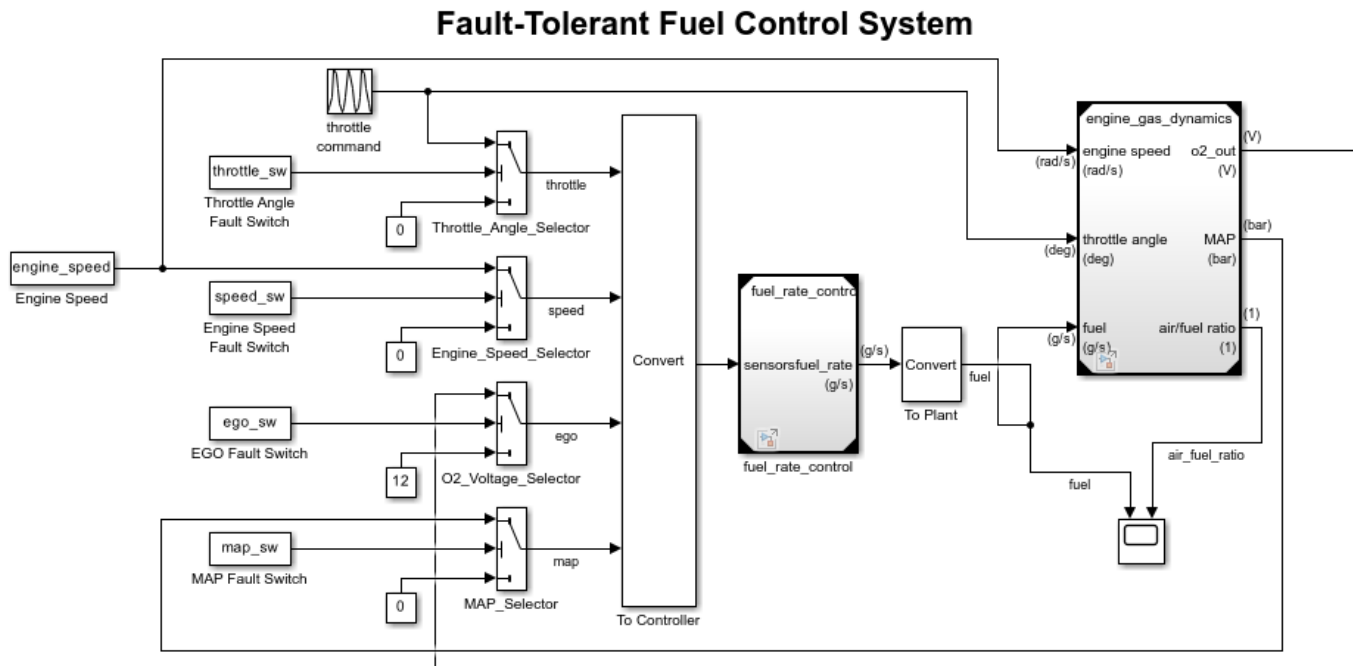 Fault-Tolerant Fuel Control System
throttle
command
throttle_sw
Throttle Angle
Fault Switch
0
Throttle_Angle_Selector
throttle
engine_speed
Engine Speed
speed_sw
Engine Speed
Fault Switch
0
Engine_Speed_Selector
speed
ego_sw
EGO Fault Switch
12
O2_Voltage_Selector
ego
map_sw
MAP Fault Switch
0
MAP_Selector
map
Convert
To Controller
fuel_rate_contro
sensorsfuel_rate
(g/s)
fuel_rate_control
(g/s)
Convert
To Plant
fuel
fuel
engine_gas_dynamics
(rad/s)
engine speed
(rad/s)
o2_out
(V)
(V)
(deg)
throttle angle
(deg)
MAP
(bar)
(bar)
(g/s)
fuel
(g/s)
air/fuel ratio
(1)
(1)
air_fuel_ratio